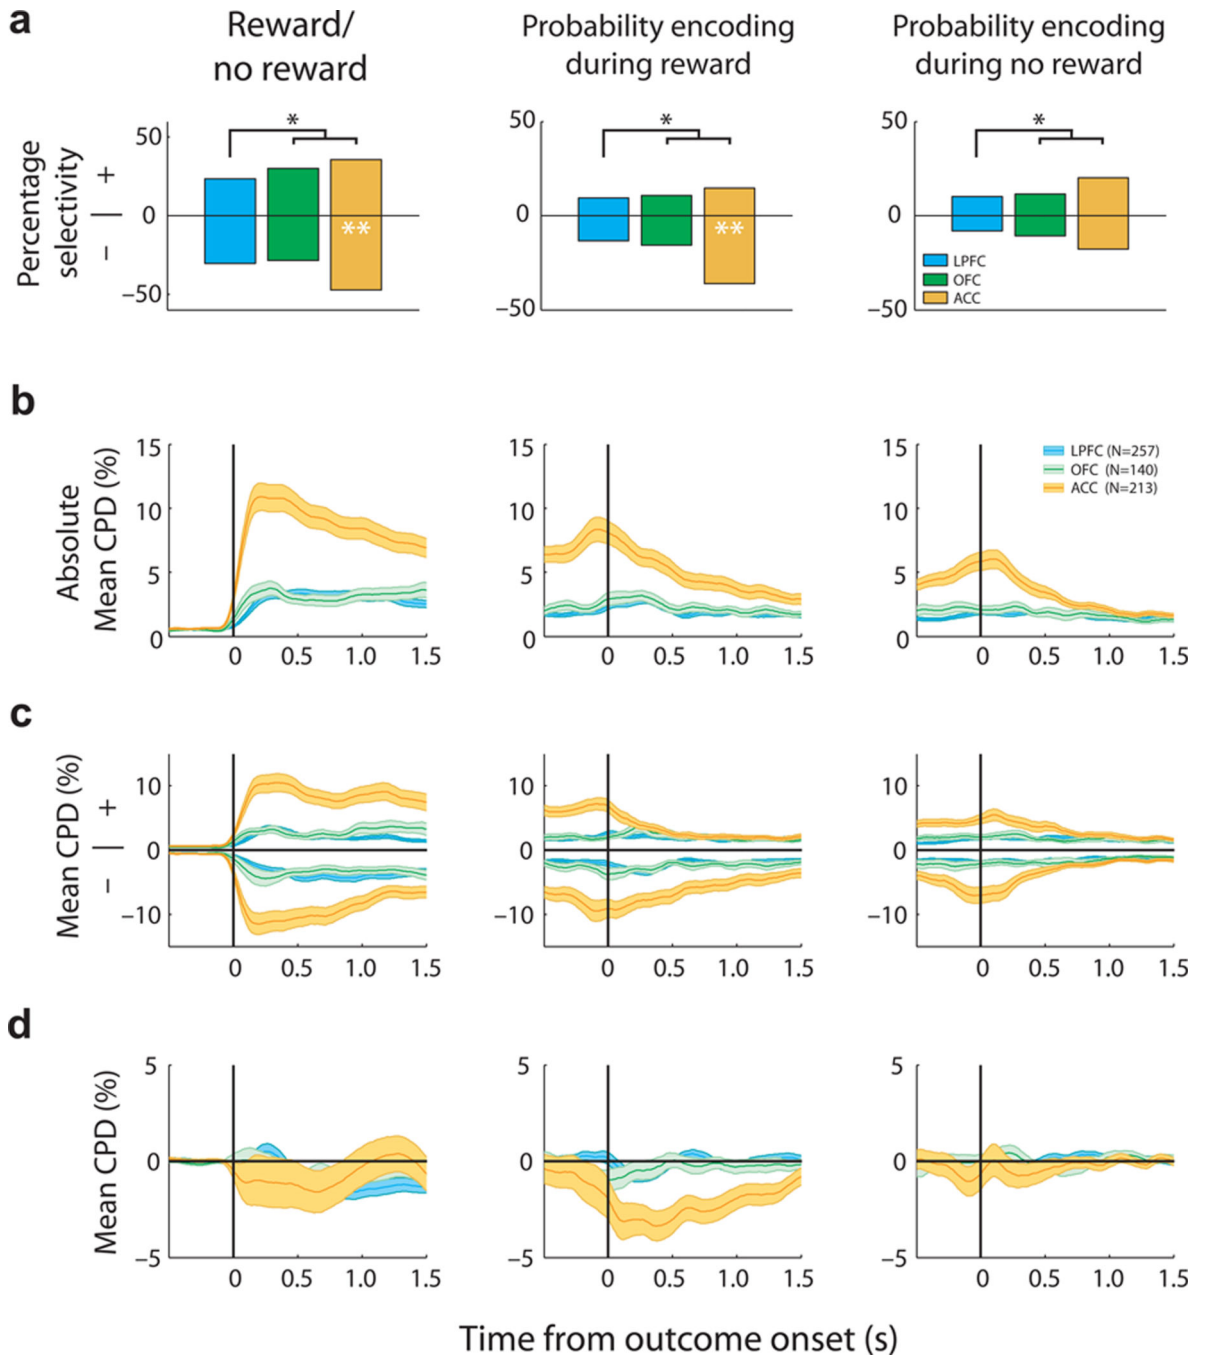 a
Reward/
no reward
Probability encoding
during reward
Probability encoding
during no reward
Percentage
selectivity
− | +
50
0
−50
*
**
50
0
−50
*
**
50
0
−50
*
LPFC
OFC
ACC
b
Absolute
Mean CPD (%)
15
10
5
0
0 0.5 1.0 1.5
15
10
5
0
0 0.5 1.0 1.5
15
10
5
0
0 0.5 1.0 1.5
LPFC (N=257)
OFC (N=140)
ACC (N=213)
c
Mean CPD (%)
− | +
10
0
−10
0 0.5 1.0 1.5
10
0
−10
0 0.5 1.0 1.5
10
0
−10
0 0.5 1.0 1.5
d
Mean CPD (%)
5
0
−5
0 0.5 1.0 1.5
5
0
−5
0 0.5 1.0 1.5
5
0
−5
0 0.5 1.0 1.5
Time from outcome onset (s)